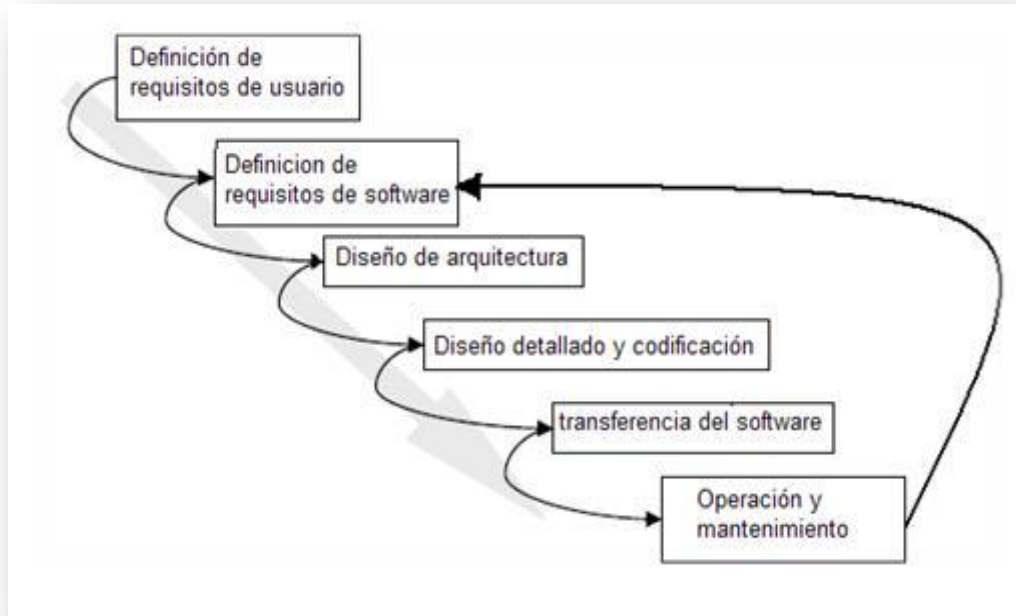 Definición de
requisitos de usuario
Definicion de
requisitos de software
Diseño de arquitectura
Diseño detallado y codificación
transferencia del software
Operación y
mantenimiento